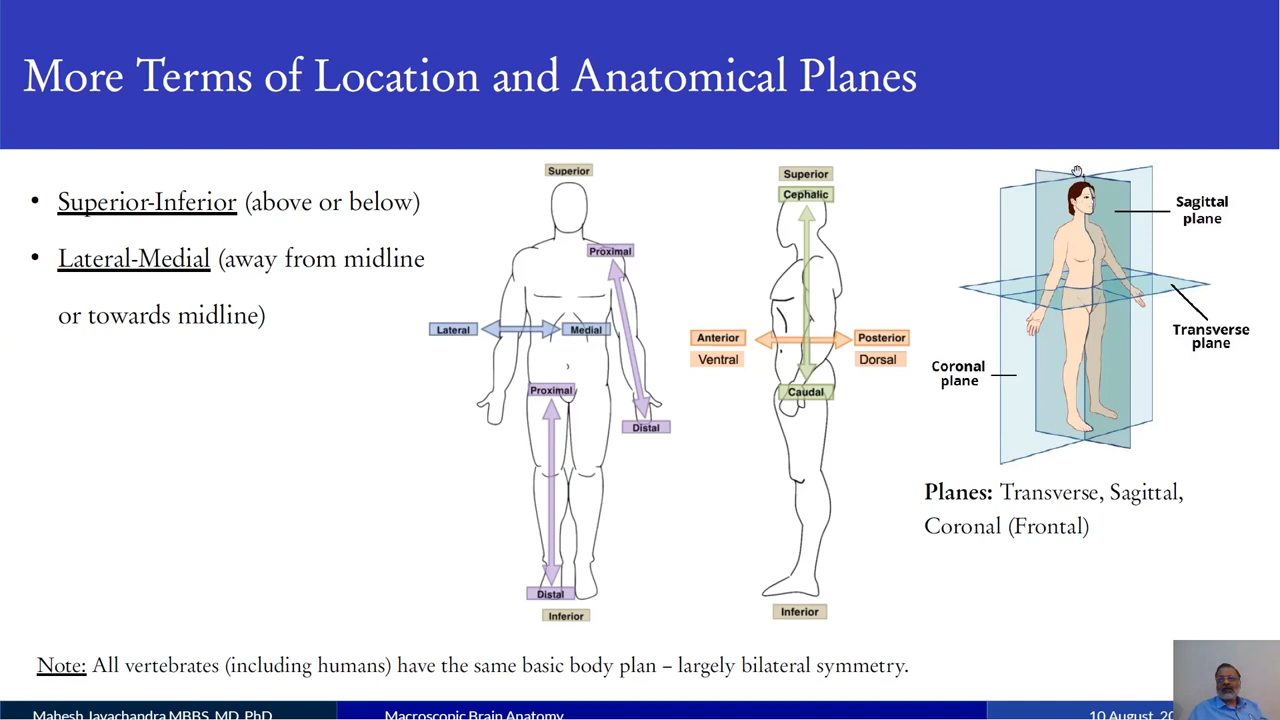 More Terms of Location and Anatomical Planes
• Superior-Inferior (above or below)
• Lateral-Medial (away from midline
or towards midline)
Superior
Proximal
Lateral
Medial
Proximal
Distal
Distal
Inferior
Superior
Cephalic
Anterior
Posterior
Ventral
Dorsal
Caudal
Inferior
Sagittal
plane
Transverse
plane
Coronal
plane
Planes: Transverse, Sagittal,
Coronal (Frontal)
Note: All vertebrates (including humans) have the same basic body plan – largely bilateral symmetry.
Mahesh Jayachandra MBBS, MD, PhD
Macroscopic Brain Anatomy
10 August, 20